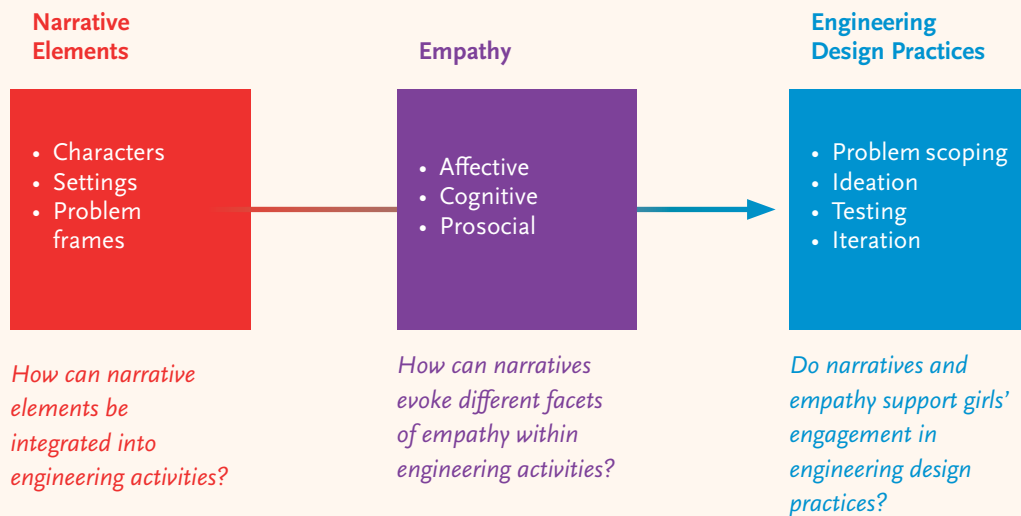 Narrative
Elements
• Characters
• Settings
• Problem
frames
How can narrative
elements be
integrated into
engineering activities?
Empathy
• Affective
• Cognitive
• Prosocial
How can narratives
evoke different facets
of empathy within
engineering activities?
Engineering
Design Practices
• Problem scoping
• Ideation
• Testing
• Iteration
Do narratives and
empathy support girls’
engagement in
engineering design
practices?